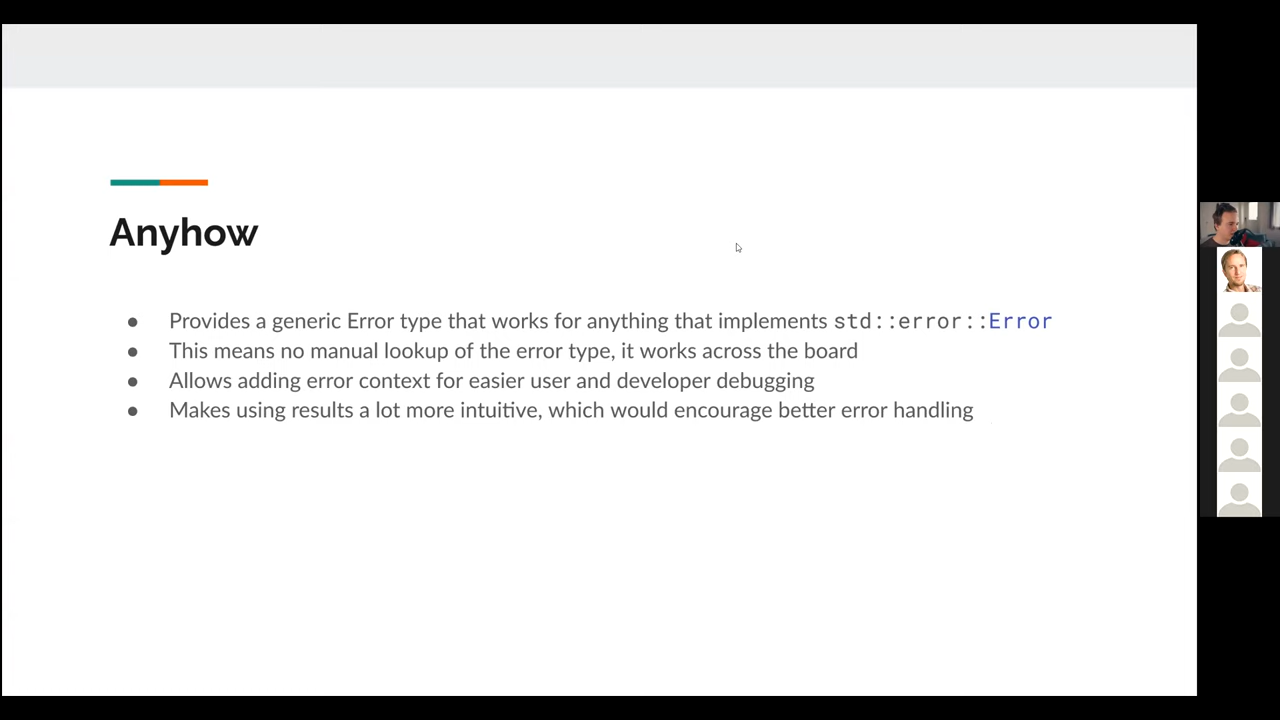 Anyhow
● Provides a generic Error type that works for anything that implements std::error::Error
● This means no manual lookup of the error type, it works across the board
● Allows adding error context for easier user and developer debugging
● Makes using results a lot more intuitive, which would encourage better error handling